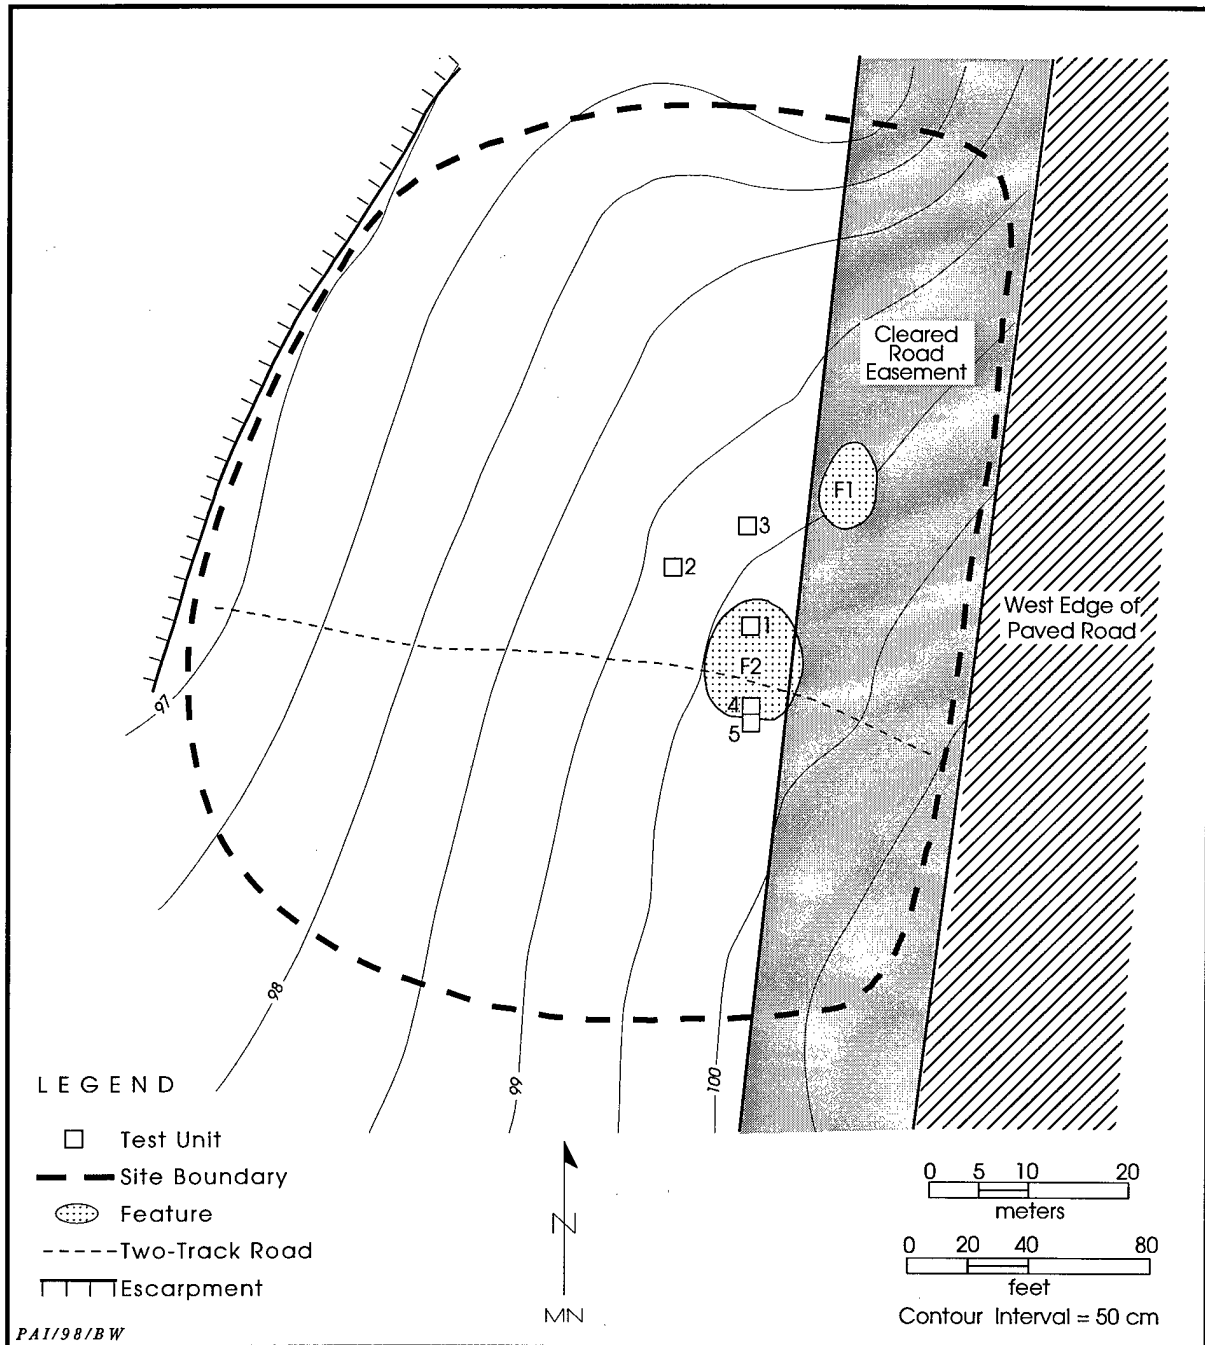 Cleared
Road
Easement
F1
3
2
1
F2
4
5
West Edge of
Paved Road
97
98
99
100
LEGEND
Test Unit
Site Boundary
Feature
Two-Track Road
Escarpment
N
MN
0 5 10 20
meters
0 20 40 80
feet
Contour Interval = 50 cm
PAI/98/BW